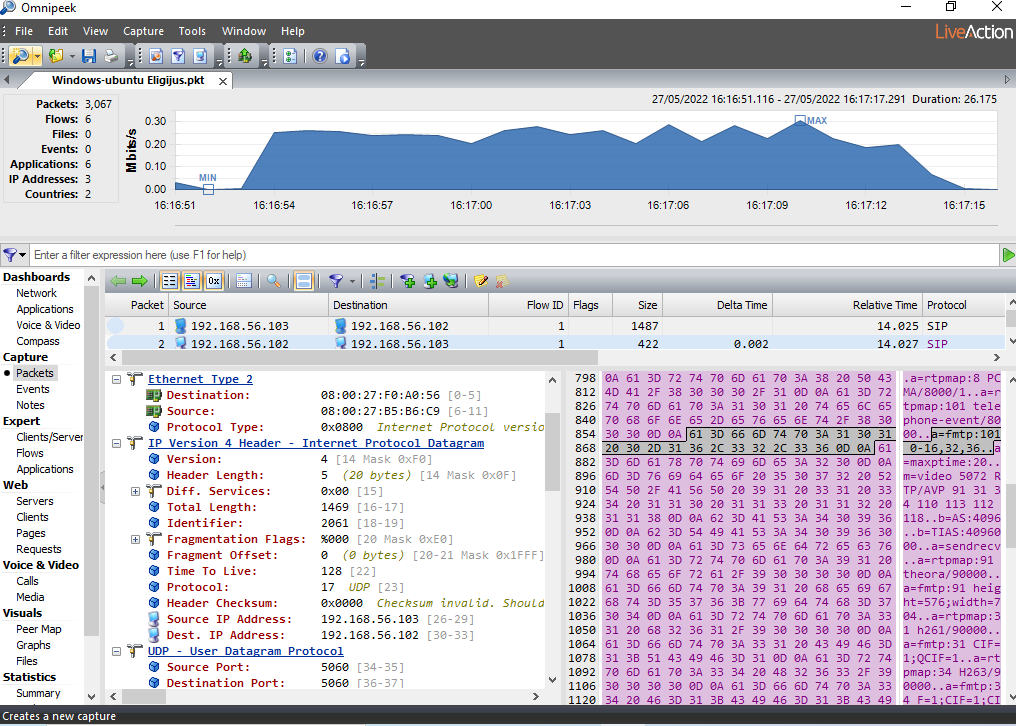 Omnipeek
File Edit View Capture Tools Window Help
LiveAction
Windows-ubuntu Eligijus.pkt
Packets: 3,067
Flows: 6
Files: 0
Events: 0
Applications: 6
IP Addresses: 3
Countries: 2
27/05/2022 16:16:51.116 - 27/05/2022 16:17:17.291 Duration: 26.175
Mbits/s
0.30
0.20
0.10
0.00
MIN
MAX
16:16:51 16:16:54 16:16:57 16:17:00 16:17:03 16:17:06 16:17:09 16:17:12 16:17:15
Enter a filter expression here (use F1 for help)
Dashboards
Network
Applications
Voice & Video
Compass
Capture
Packets
Events
Notes
Expert
Clients/Server
Flows
Applications
Web
Servers
Clients
Pages
Requests
Voice & Video
Calls
Media
Visuals
Peer Map
Graphs
Files
Statistics
Summary
0x
Packet Source Destination Flow ID Flags Size Delta Time Relative Time Protocol
1 192.168.56.103 192.168.56.102 1 1487 14.025 SIP
2 192.168.56.102 192.168.56.103 1 422 0.002 14.027 SIP
Ethernet Type 2
Destination: 08:00:27:F0:A0:56 [0-5]
Source: 08:00:27:B5:B6:C9 [6-11]
Protocol Type: 0x0800 Internet Protocol versio
IP Version 4 Header - Internet Protocol Datagram
Version: 4 [14 Mask 0xF0]
Header Length: 5 (20 bytes) [14 Mask 0x0F]
Diff. Services: 0x00 [15]
Total Length: 1469 [16-17]
Identifier: 2061 [18-19]
Fragmentation Flags: %000 [20 Mask 0xE0]
Fragment Offset: 0 (0 bytes) [20-21 Mask 0x1FFF]
Time To Live: 128 [22]
Protocol: 17 UDP [23]
Header Checksum: 0x0000 Checksum invalid. Should
Source IP Address: 192.168.56.103 [26-29]
Dest. IP Address: 192.168.56.102 [30-33]
UDP - User Datagram Protocol
Source Port: 5060 [34-35]
Destination Port: 5060 [36-37]
798 0A 61 3D 72 74 70 6D 61 70 3A 38 20 50 43 .a=rtpmap:8 PC
812 4D 41 2F 38 30 30 30 2F 31 0D 0A 61 3D 72 MA/8000/1..a=r
826 74 70 6D 61 70 3A 31 30 31 20 74 65 6C 65 tpmap:101 tele
840 70 68 6F 6E 65 2D 65 76 65 6E 74 2F 38 30 phone-event/80
854 30 30 0D 0A 61 3D 66 6D 74 70 3A 31 30 31 00..a=fmtp:101
868 20 30 2D 31 36 2C 33 32 2C 33 36 0D 0A 61 0-16,32,36..a
882 3D 6D 61 78 70 74 69 6D 65 3A 32 30 0D 0A =maxptime:20..
896 6D 3D 76 69 64 65 6F 20 35 30 37 32 20 52 m=video 5072 R
910 54 50 2F 41 56 50 20 39 31 20 33 31 20 33 TP/AVP 91 31 3
924 34 20 31 31 30 20 31 31 33 20 31 31 32 20 4 110 113 112
938 31 31 38 0D 0A 62 3D 41 53 3A 34 30 39 36 118..b=AS:4096
952 0D 0A 62 3D 54 49 41 53 3A 34 30 39 36 30 ..b=TIAS:40960
966 30 30 0D 0A 61 3D 73 65 6E 64 72 65 63 76 00..a=sendrecv
980 0D 0A 61 3D 72 74 70 6D 61 70 3A 39 31 20 ..a=rtpmap:91
994 74 68 65 6F 72 61 2F 39 30 30 30 30 0D 0A theora/90000..
1008 61 3D 66 6D 74 70 3A 39 31 20 68 65 69 67 a=fmtp:91 heig
1022 68 74 3D 35 37 36 3B 77 69 64 74 68 3D 37 ht=576;width=7
1036 30 34 0D 0A 61 3D 72 74 70 6D 61 70 3A 33 04..a=rtpmap:3
1050 31 20 68 32 36 31 2F 39 30 30 30 30 0D 0A 1 h261/90000..
1064 61 3D 66 6D 74 70 3A 33 31 20 43 49 46 3D a=fmtp:31 CIF=
1078 31 3B 51 43 49 46 3D 31 0D 0A 61 3D 72 74 1;QCIF=1..a=rt
1092 70 6D 61 70 3A 33 34 20 48 32 36 33 2F 39 pmap:34 H263/9
1106 30 30 30 30 0D 0A 61 3D 66 6D 74 70 3A 33 0000..a=fmtp:3
1120 34 20 46 3D 31 3B 43 49 46 3D 31 3B 43 49 4 F=1;CIF=1;CI
Creates a new capture